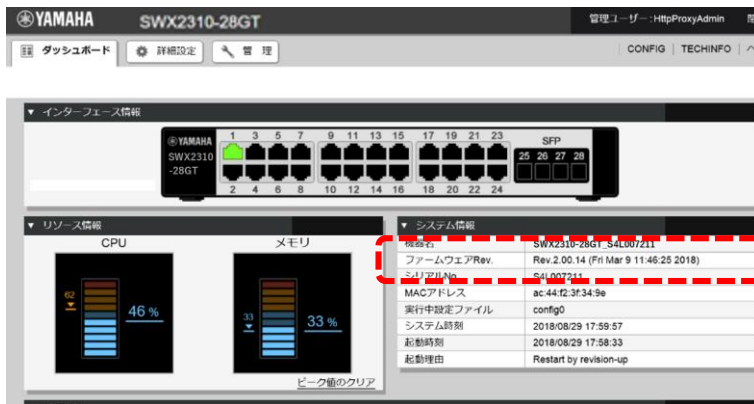 YAMAHA SWX2310-28GT 管理ユーザー:HttpProxyAdmin
ダッシュボード 詳細設定 管 理 CONFIG | TECHINFO |
▼ インターフェース情報
YAMAHA
SWX2310
-28GT
1 3 5 7 9 11 13 15 17 19 21 23 SFP
25 26 27 28
2 4 6 8 10 12 14 16 18 20 22 24
▼ リソース情報
CPU メモリ
62
46 %
33
33 %
ピーク値のクリア
▼ システム情報
機器名 SWX2310-28GT_S4L007211
ファームウェアRev. Rev.2.00.14 (Fri Mar 9 11:46:25 2018)
シリアルNo. S4L007211
MACアドレス ac:44:f2:3f:34:9e
実行中設定ファイル config0
システム時刻 2018/08/29 17:59:57
起動時刻 2018/08/29 17:58:33
起動理由 Restart by revision-up